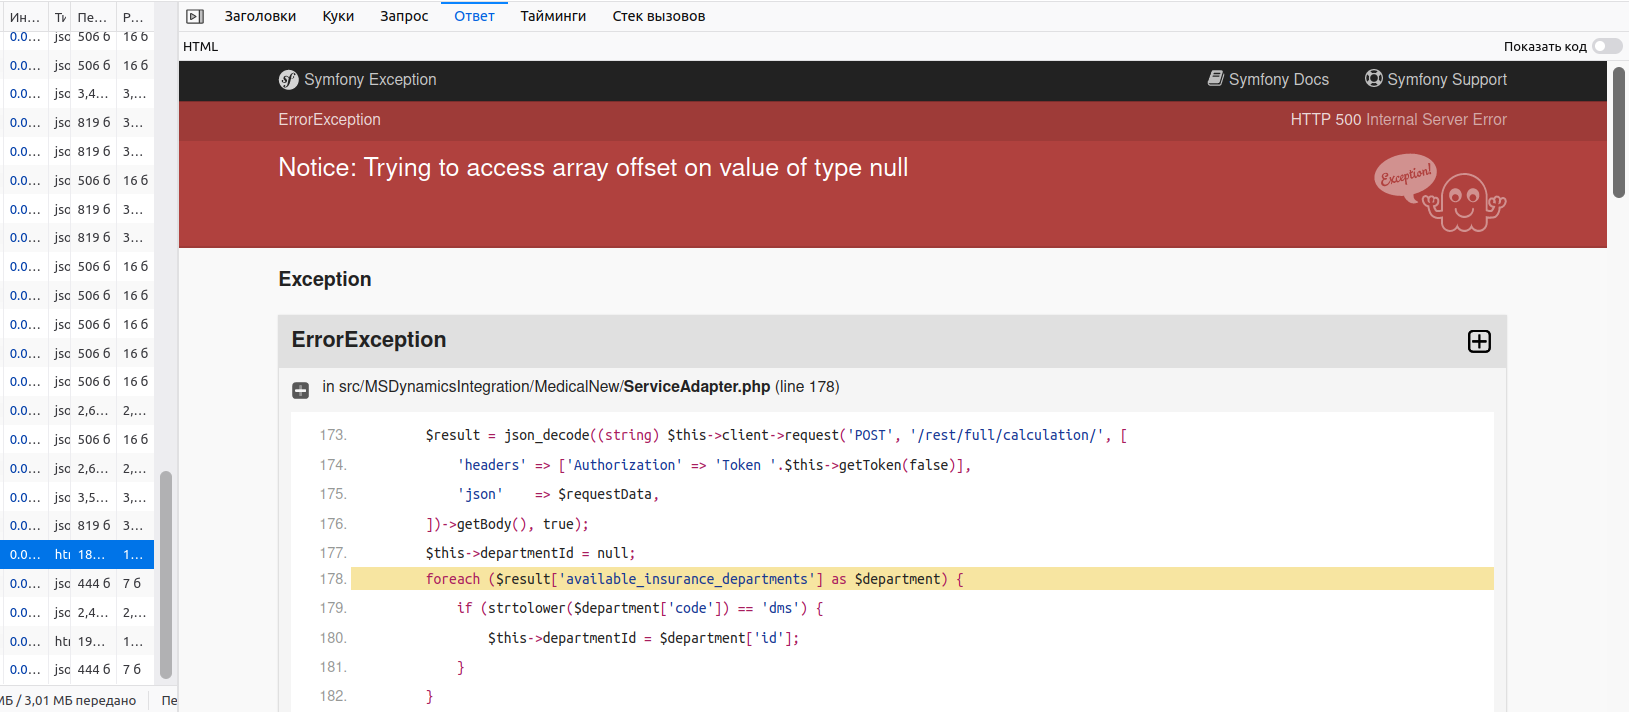 Ин... Ти Пе... Р...
0.0... jsc 506 б 16 б
0.0... jsc 506 б 16 б
0.0... jsc 3,4... 3,...
0.0... jsc 819 б 3...
0.0... jsc 819 б 3...
0.0... jsc 506 б 16 б
0.0... jsc 819 б 3...
0.0... jsc 819 б 3...
0.0... jsc 506 б 16 б
0.0... jsc 506 б 16 б
0.0... jsc 506 б 16 б
0.0... jsc 506 б 16 б
0.0... jsc 506 б 16 б
0.0... jsc 2,6... 2,...
0.0... jsc 506 б 16 б
0.0... jsc 2,6... 2,...
0.0... jsc 3,5... 3,...
0.0... jsc 819 б 3...
0.0... htı 18... 1...
0.0... jsc 444 б 7 б
0.0... jsc 2,4... 2,...
0.0... htı 19... 1...
0.0... jsc 444 б 7 б
МБ / 3,01 МБ передано Пе
Заголовки Куки Запрос Ответ Тайминги Стек вызовов
HTML Показать код
sf Symfony Exception Symfony Docs Symfony Support
ErrorException HTTP 500 Internal Server Error
Notice: Trying to access array offset on value of type null
Exception!
Exception
ErrorException
in src/MSDynamicsIntegration/MedicalNew/ServiceAdapter.php (line 178)
173. $result = json_decode((string) $this->client->request('POST', '/rest/full/calculation/', [
174. 'headers' => ['Authorization' => 'Token '.$this->getToken(false)],
175. 'json' => $requestData,
176. ])->getBody(), true);
177. $this->departmentId = null;
178. foreach ($result['available_insurance_departments'] as $department) {
179. if (strtolower($department['code']) == 'dms') {
180. $this->departmentId = $department['id'];
181. }
182. }